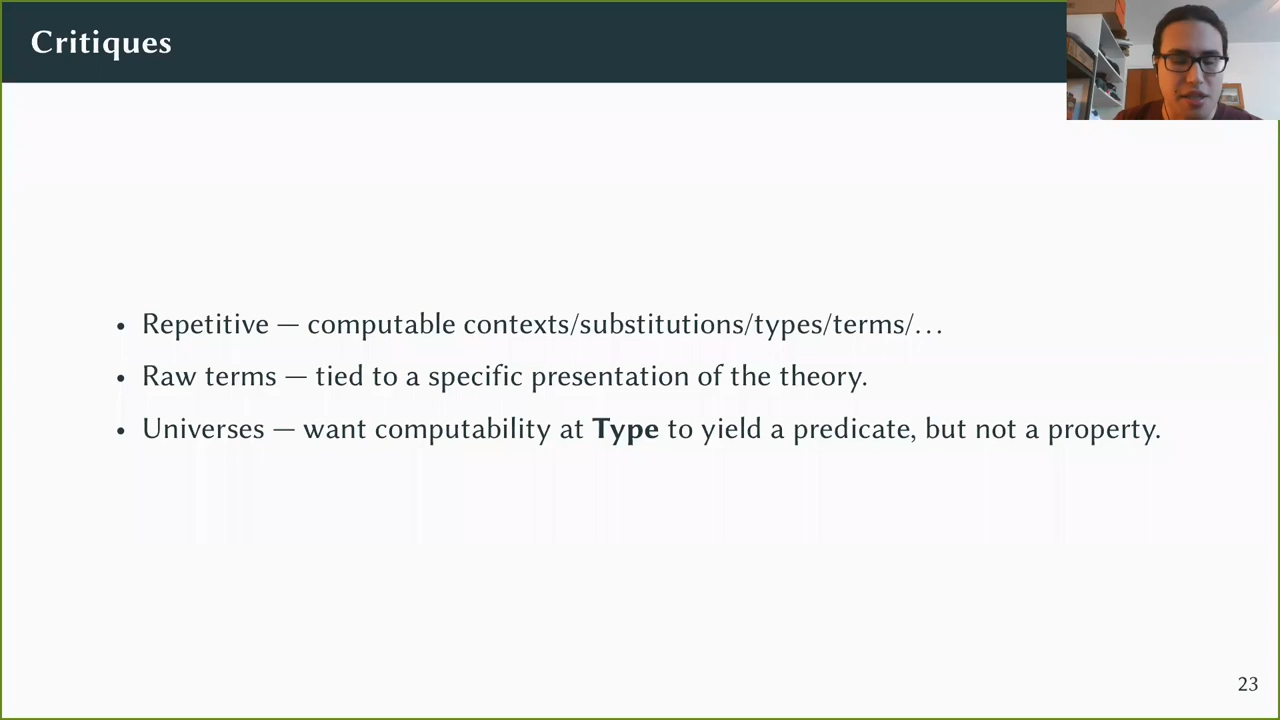 Critiques
• Repetitive — computable contexts/substitutions/types/terms/...
• Raw terms — tied to a specific presentation of the theory.
• Universes — want computability at Type to yield a predicate, but not a property.
23